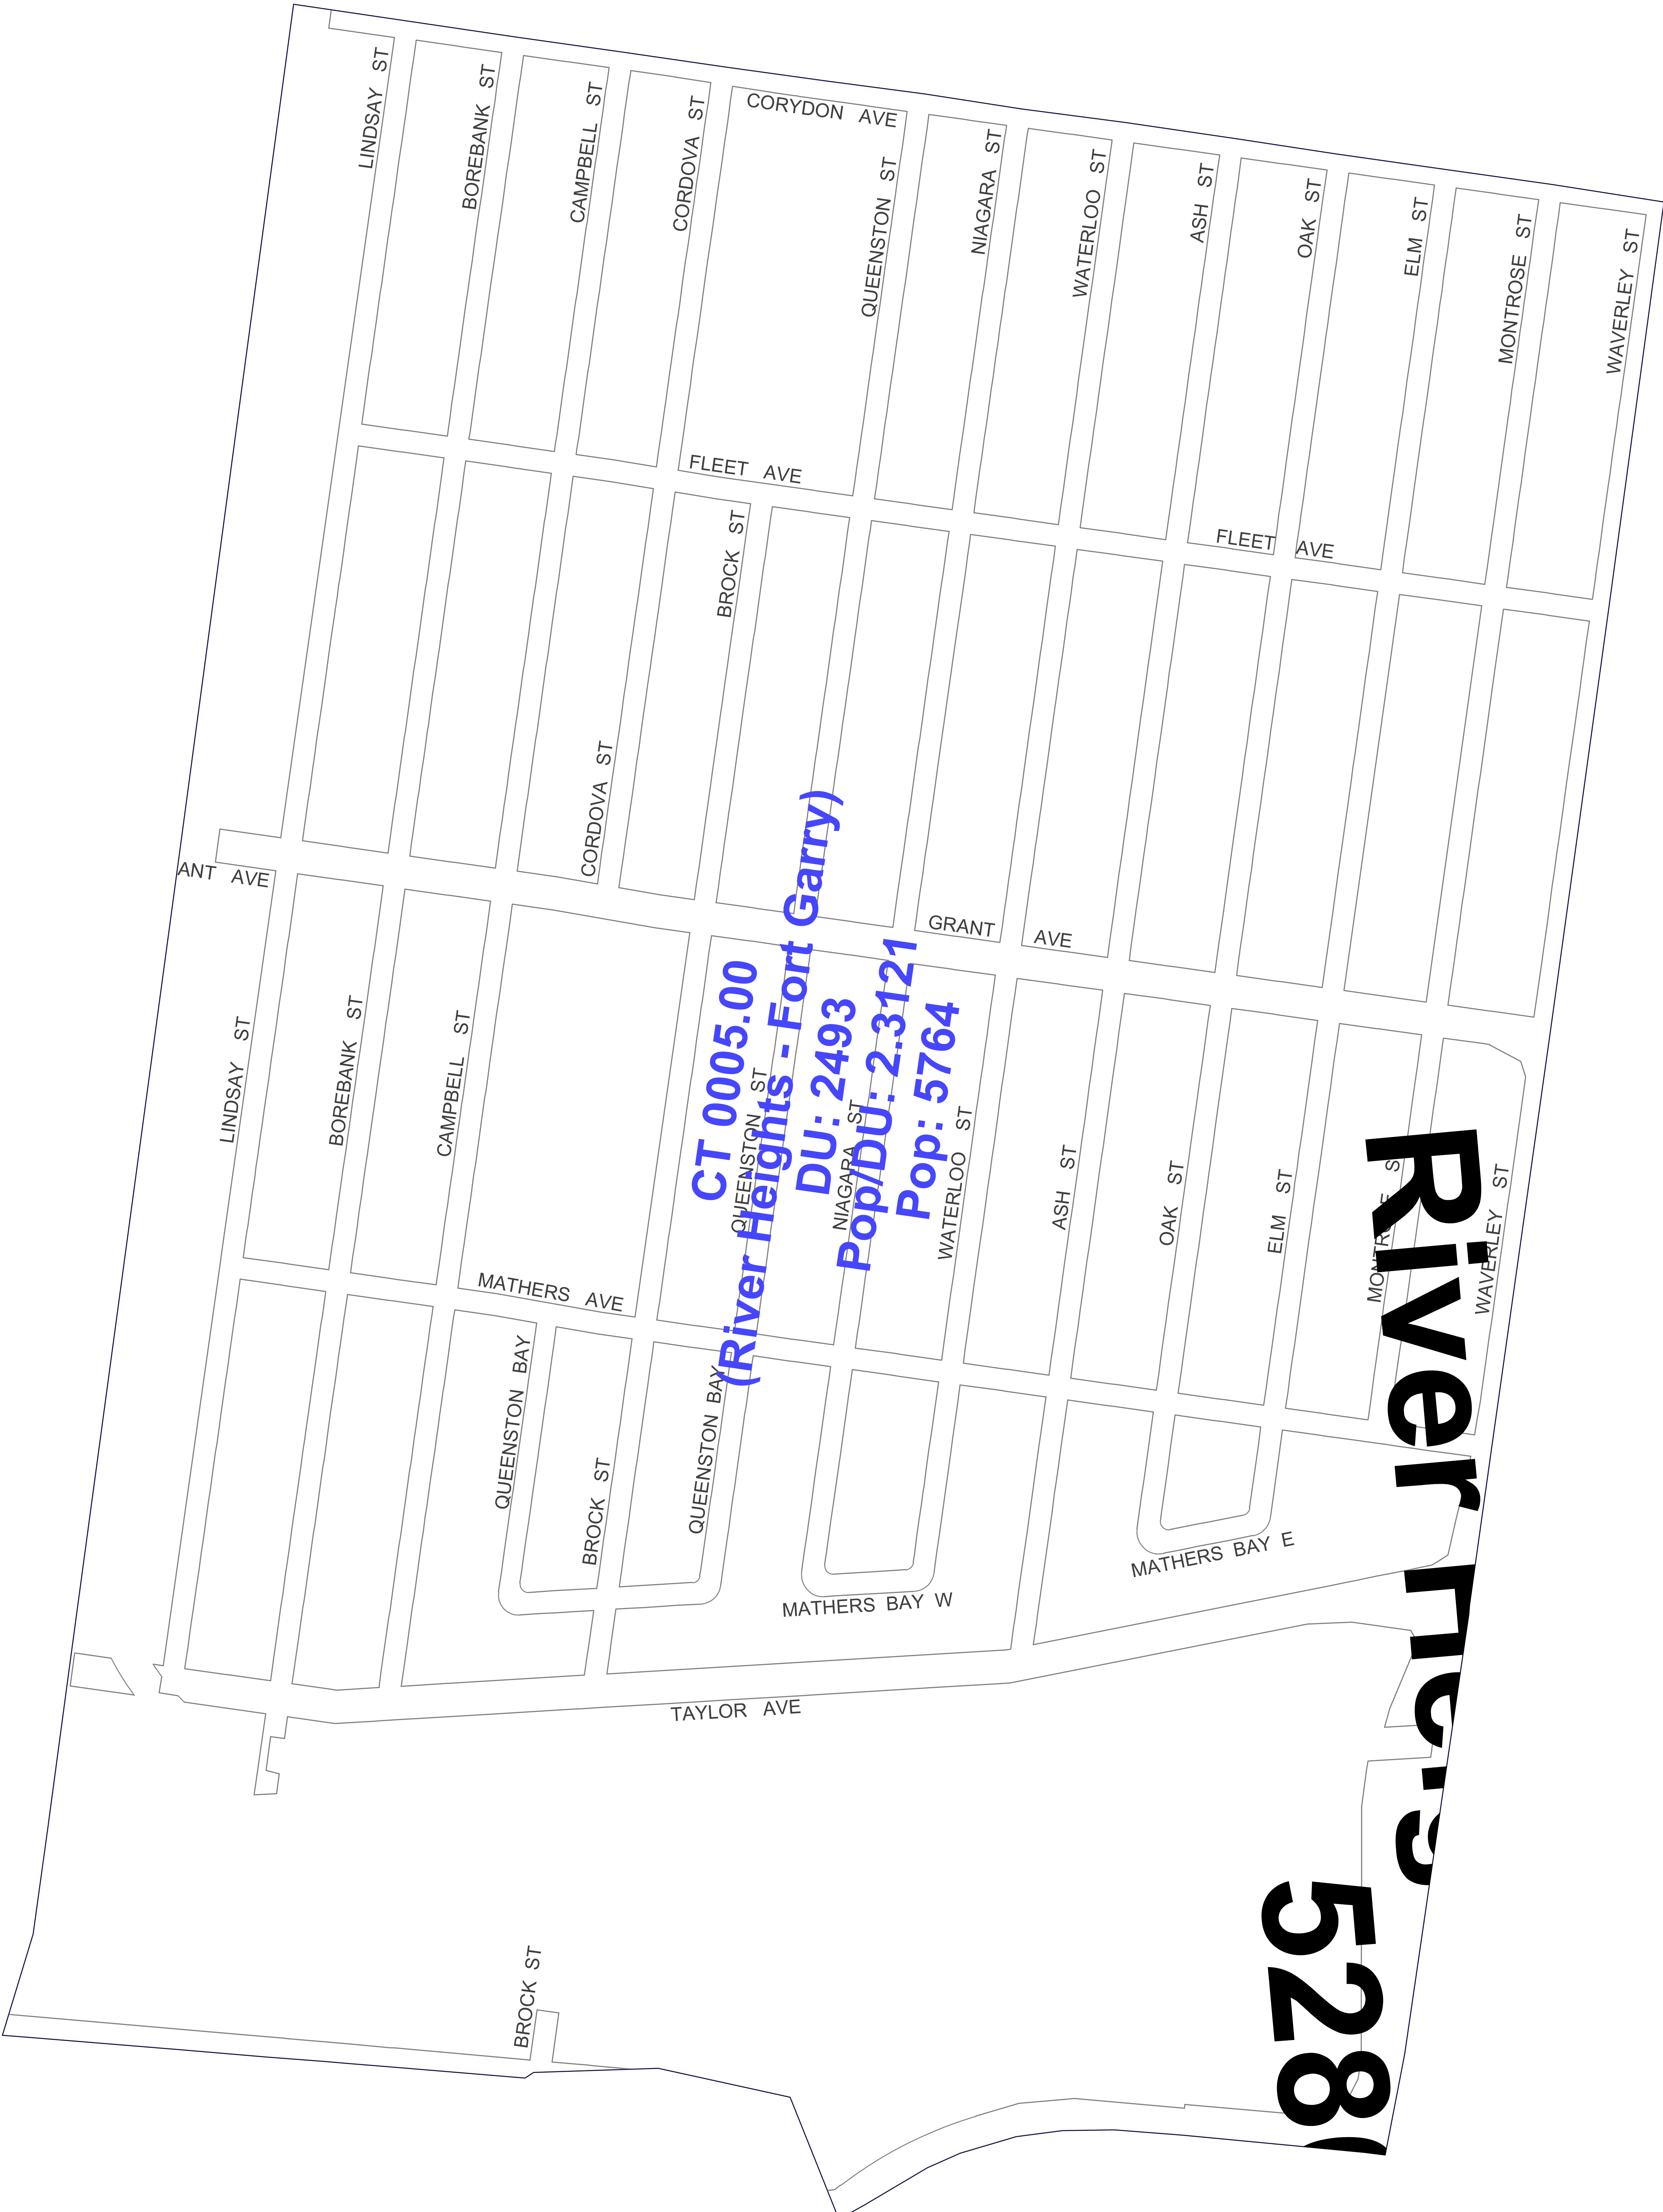 CORYDON AVE
LINDSAY ST
BOREBANK ST
CAMPBELL ST
CORDOVA ST
QUEENSTON ST
NIAGARA ST
WATERLOO ST
ASH ST
OAK ST
ELM ST
MONTROSE ST
WAVERLEY ST
FLEET AVE
FLEET AVE
BROCK ST
CORDOVA ST
ANT AVE
GRANT AVE
CT 0005.00
(River Heights - Fort Garry)
DU: 2493
Pop/DU: 2.3121
Pop: 5764
LINDSAY ST
BOREBANK ST
CAMPBELL ST
QUEENSTON ST
NIAGARA ST
WATERLOO ST
ASH ST
OAK ST
ELM ST
WAVERLEY ST
River
MATHERS AVE
QUEENSTON BAY
BROCK ST
QUEENSTON BAY
MATHERS BAY W
MATHERS BAY E
TAYLOR AVE
528
BROCK ST